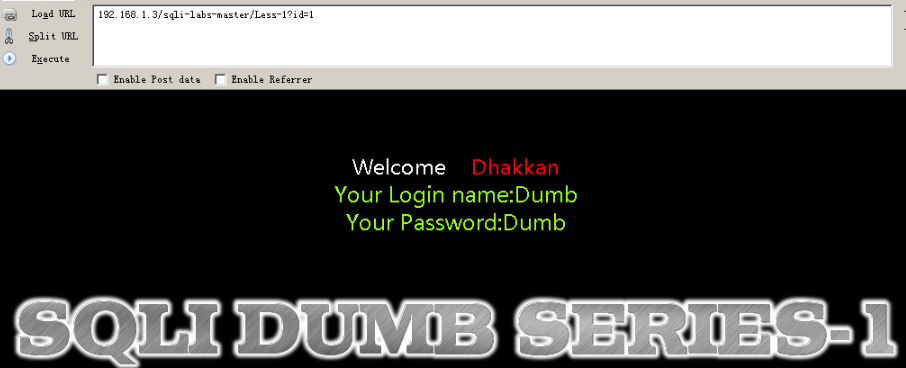 Load URL
192.168.1.3/sqli-labs-master/Less-1?id=1
Split URL
Execute
Enable Post data Enable Referrer
Welcome Dhakkan
Your Login name:Dumb
Your Password:Dumb
SQLI DUMB SERIES-1